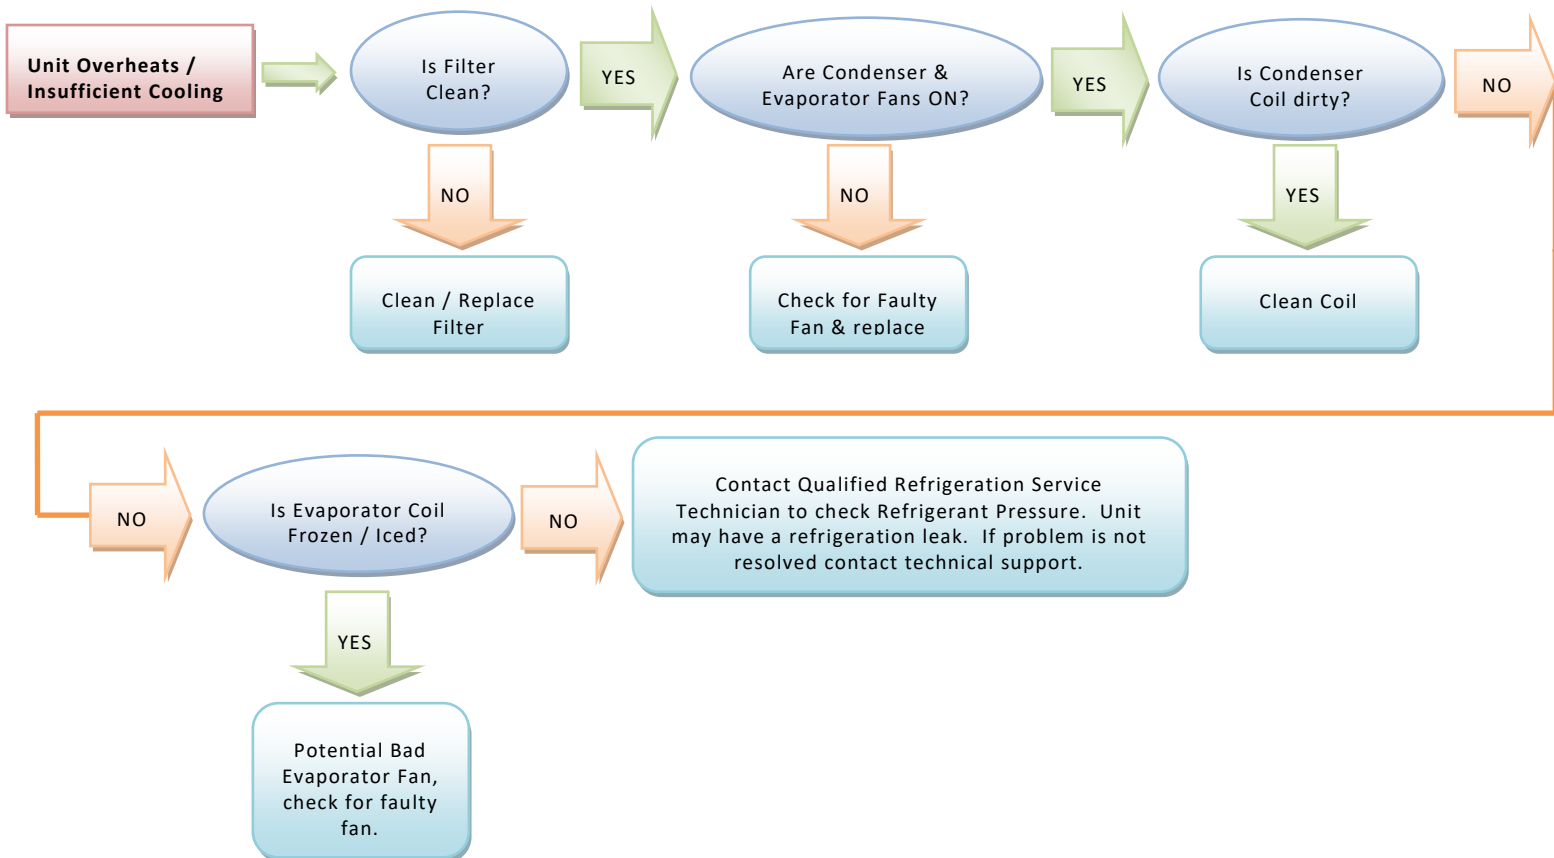 Unit Overheats /
Insufficient Cooling
Is Filter
Clean?
YES
Are Condenser &
Evaporator Fans ON?
YES
Is Condenser
Coil dirty?
NO
NO
NO
YES
Clean / Replace
Filter
Check for Faulty
Fan & replace
Clean Coil
NO
Is Evaporator Coil
Frozen / Iced?
NO
Contact Qualified Refrigeration Service
Technician to check Refrigerant Pressure.  Unit
may have a refrigeration leak.  If problem is not
resolved contact technical support.
YES
Potential Bad
Evaporator Fan,
check for faulty
fan.